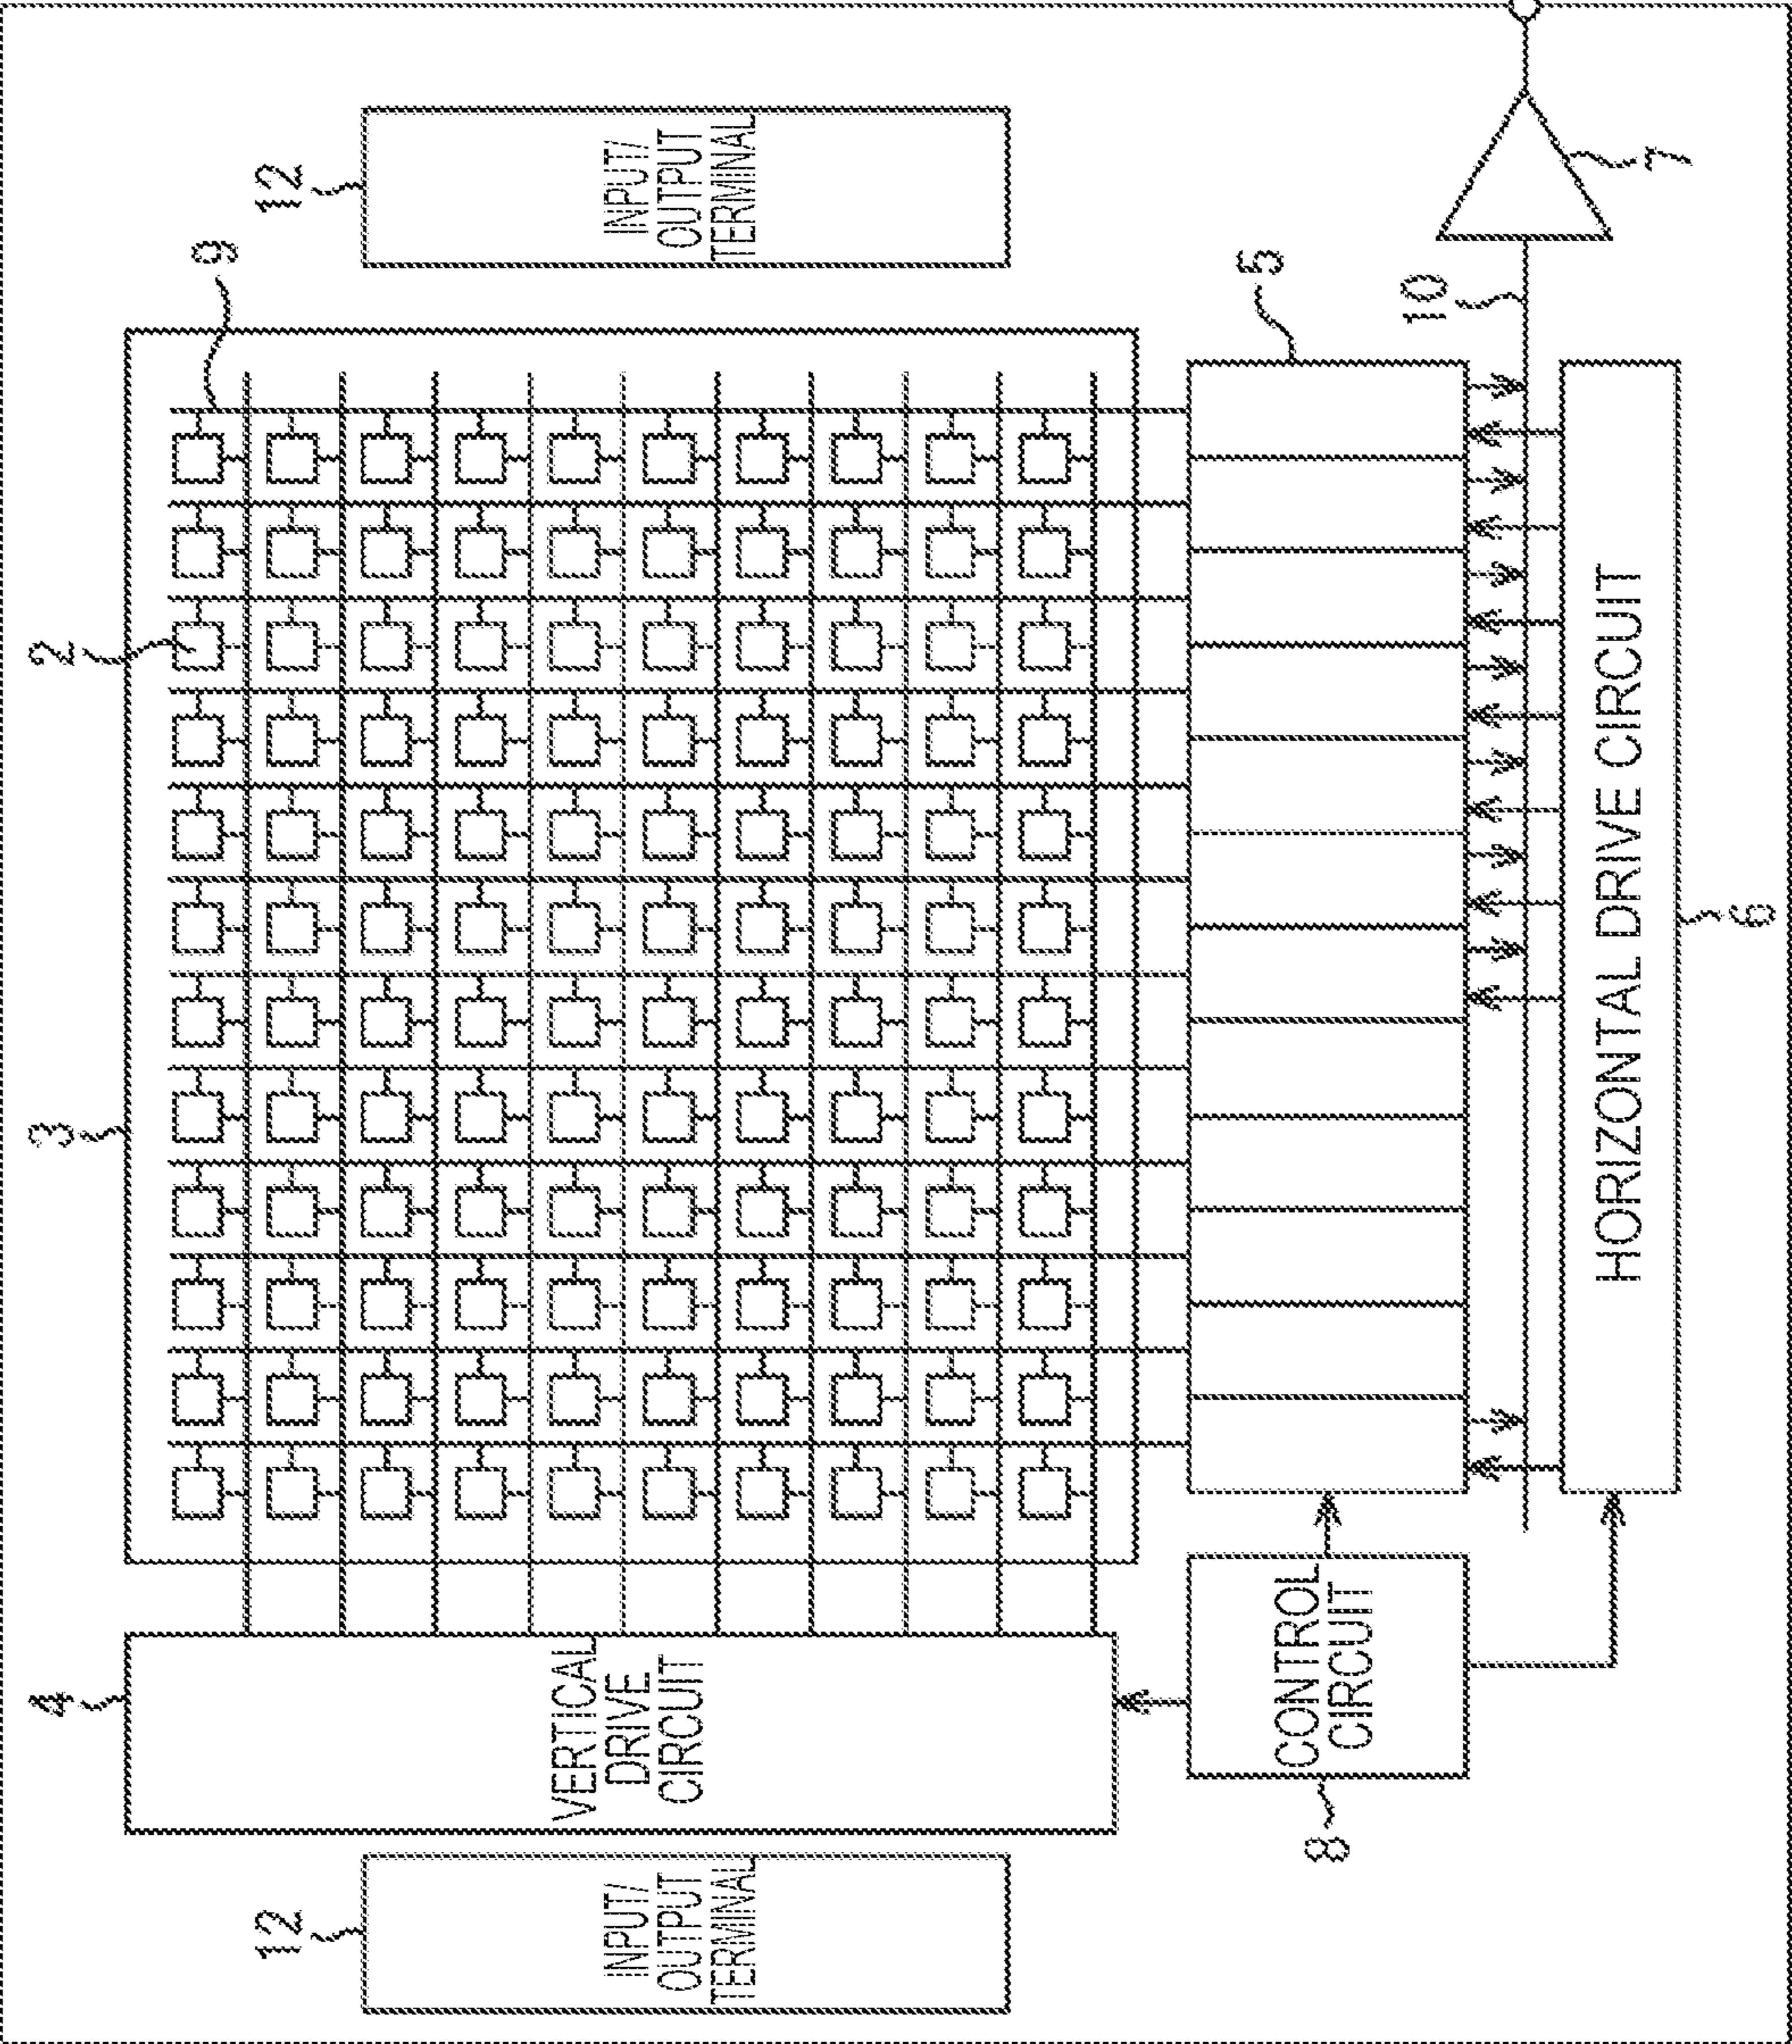 3
2
9
4
VERTICAL
DRIVE
CIRCUIT
12
INPUT/
OUTPUT
TERMINAL
12
INPUT/
OUTPUT
TERMINAL
8
CONTROL
CIRCUIT
5
10
7
HORIZONTAL DRIVE CIRCUIT
6